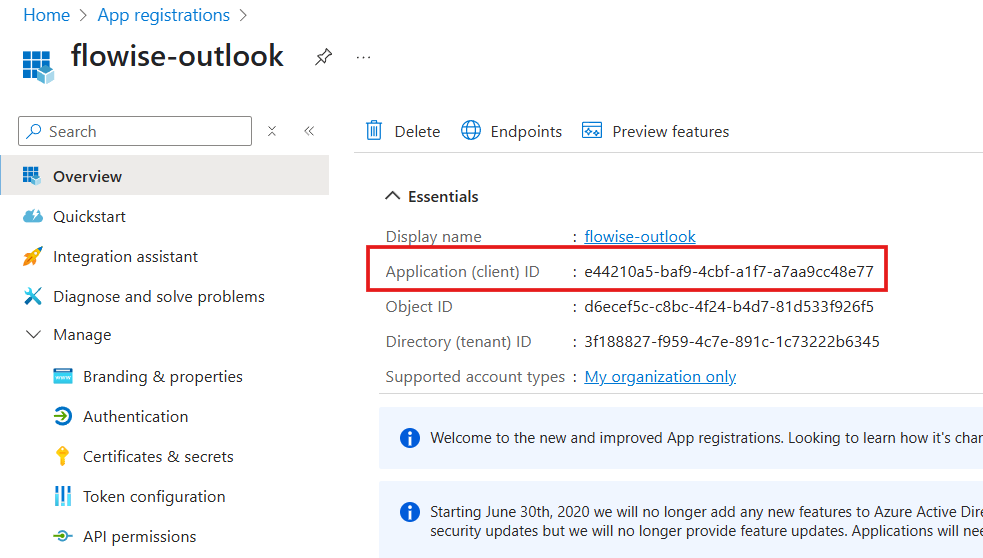 Home > App registrations >
flowise-outlook
...
Search
Delete Endpoints Preview features
Overview
Quickstart
Integration assistant
Diagnose and solve problems
Manage
Branding & properties
Authentication
Certificates & secrets
Token configuration
API permissions
Essentials
Display name : flowise-outlook
Application (client) ID : e44210a5-baf9-4cbf-a1f7-a7aa9cc48e77
Object ID : d6ecef5c-c8bc-4f24-b4d7-81d533f926f5
Directory (tenant) ID : 3f188827-f959-4c7e-891c-1c73222b6345
Supported account types : My organization only
Welcome to the new and improved App registrations. Looking to learn how it's char
Starting June 30th, 2020 we will no longer add any new features to Azure Active Dire
security updates but we will no longer provide feature updates. Applications will nee